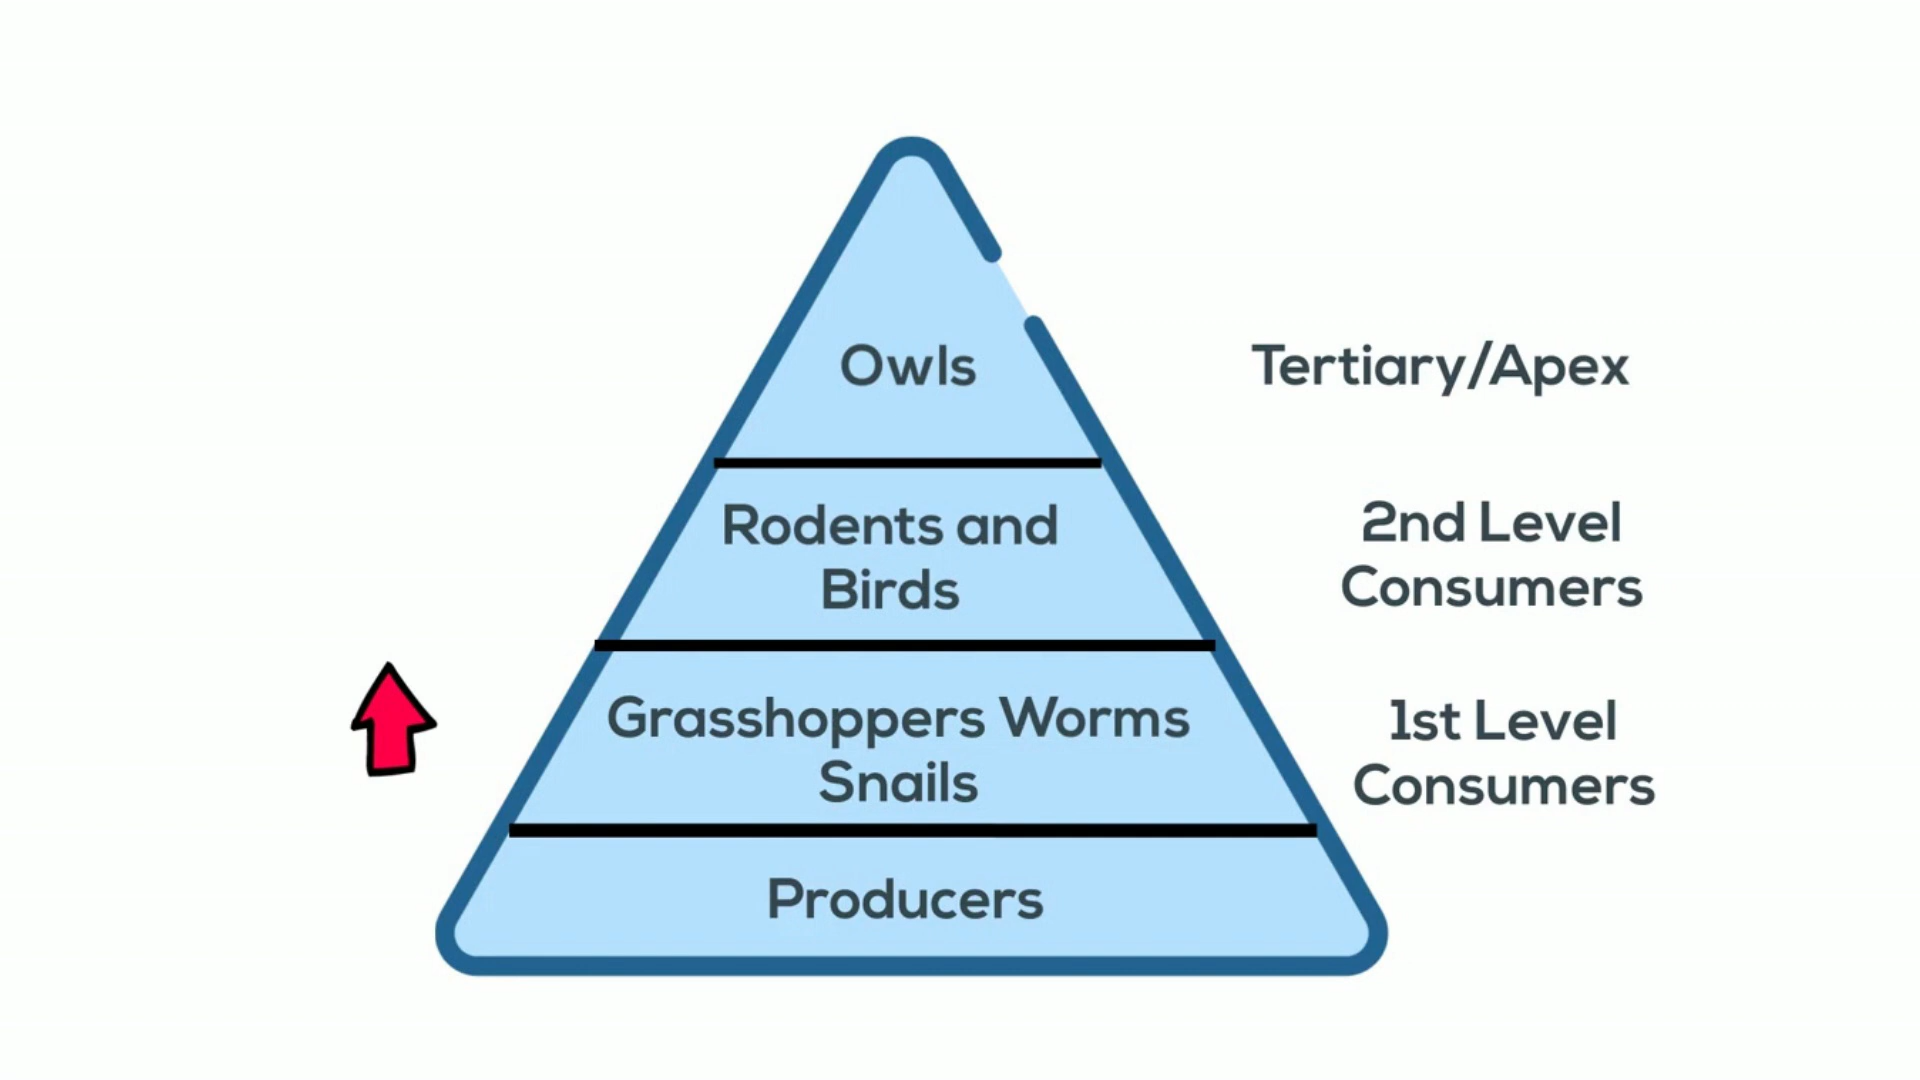 Owls
Tertiary/Apex
Rodents and
Birds
2nd Level
Consumers
Grasshoppers Worms
Snails
1st Level
Consumers
Producers